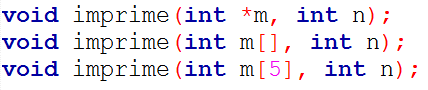 void imprime(int *m, int n);
void imprime(int m[], int n);
void imprime(int m[5], int n);